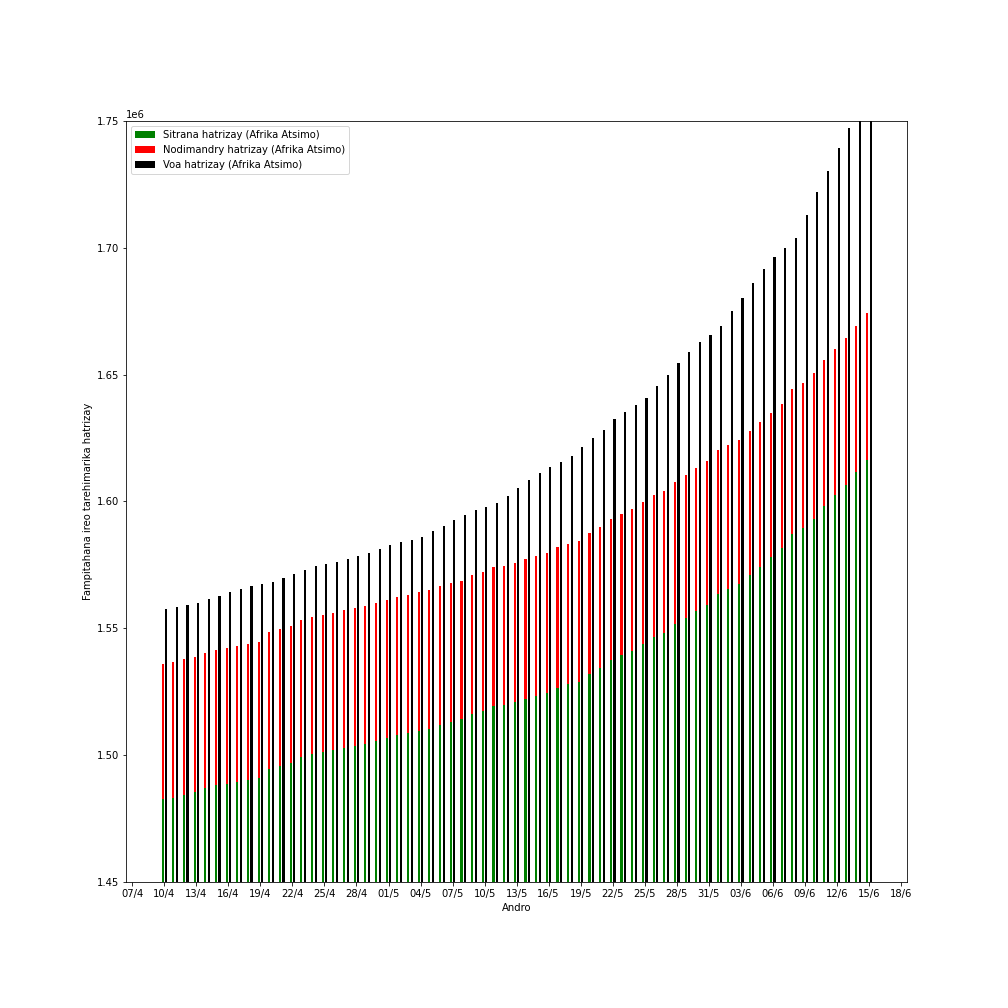 1e6
1.75
1.70
1.65
1.60
1.55
1.50
1.45
Fampitahana ireo tarehimarika hatrizay
Sitrana hatrizay (Afrika Atsimo)
Nodimandry hatrizay (Afrika Atsimo)
Voa hatrizay (Afrika Atsimo)
07/4 10/4 13/4 16/4 19/4 22/4 25/4 28/4 01/5 04/5 07/5 10/5 13/5 16/5 19/5 22/5 25/5 28/5 31/5 03/6 06/6 09/6 12/6 15/6 18/6
Andro